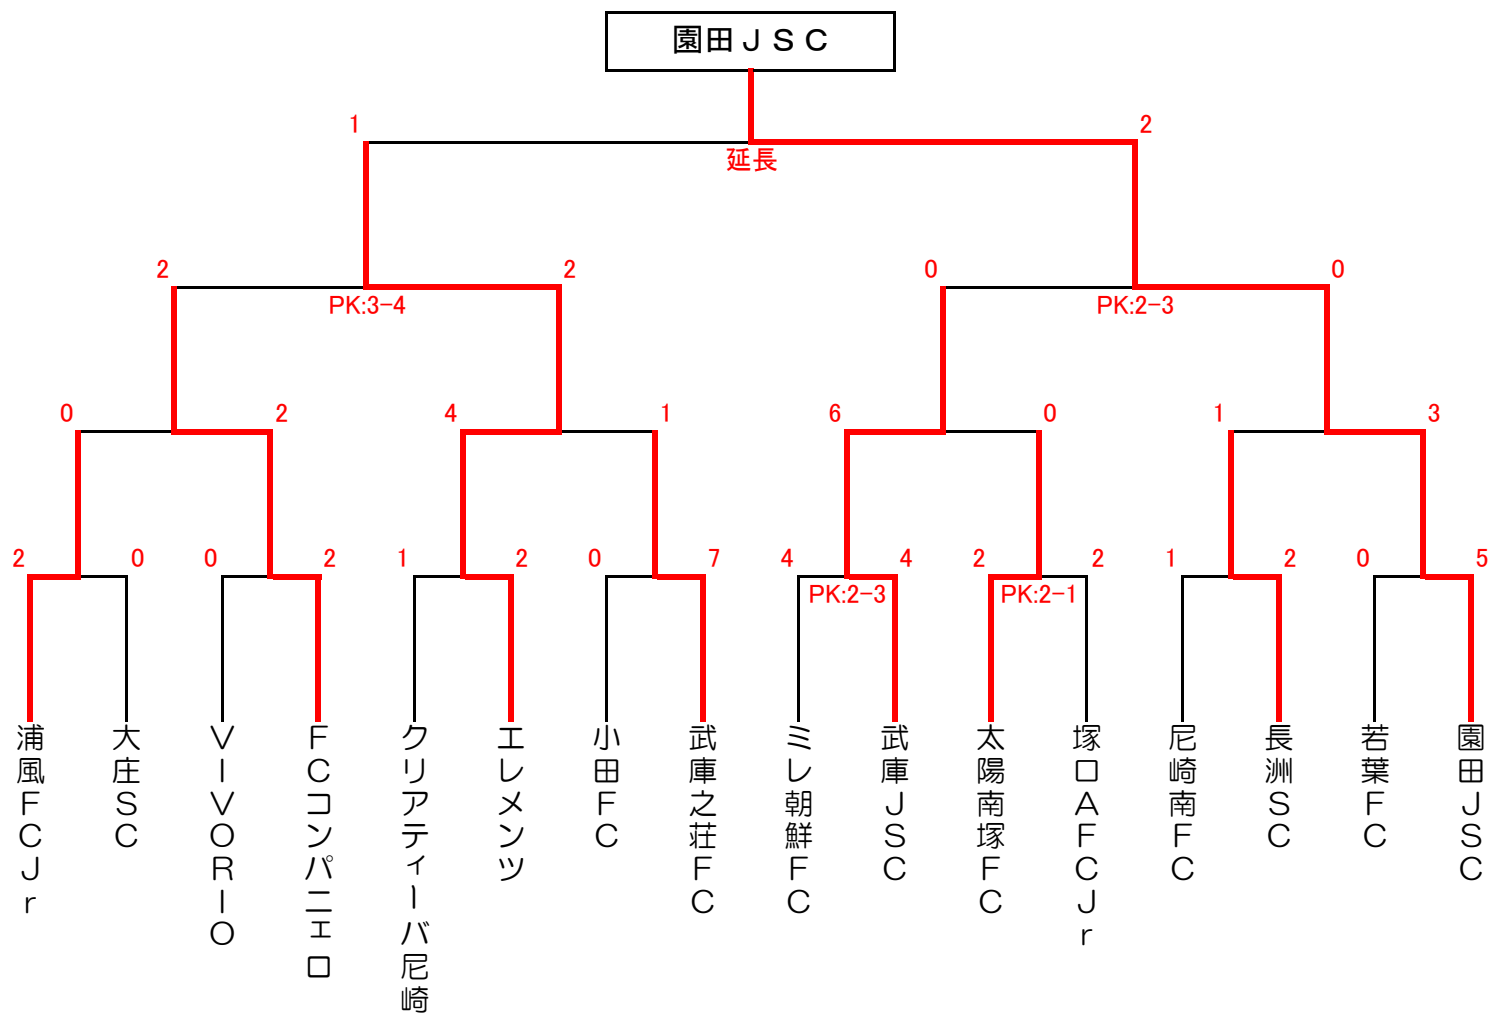 園田ＪＳＣ
1
2
延長
2
2
0
0
PK:3-4
PK:2-3
0
2
4
1
6
0
1
3
2
0
0
2
1
2
0
7
4
4
2
2
1
2
0
5
PK:2-3
PK:2-1
浦風ＦＣＪｒ
大庄ＳＣ
ＶＩＶＯＲＩＯ
ＦＣコンパニェロ
クリアティーバ尼崎
エレメンツ
小田ＦＣ
武庫之荘ＦＣ
ミレ朝鮮ＦＣ
武庫ＪＳＣ
太陽南塚ＦＣ
塚口ＡＦＣＪｒ
尼崎南ＦＣ
長洲ＳＣ
若葉ＦＣ
園田ＪＳＣ